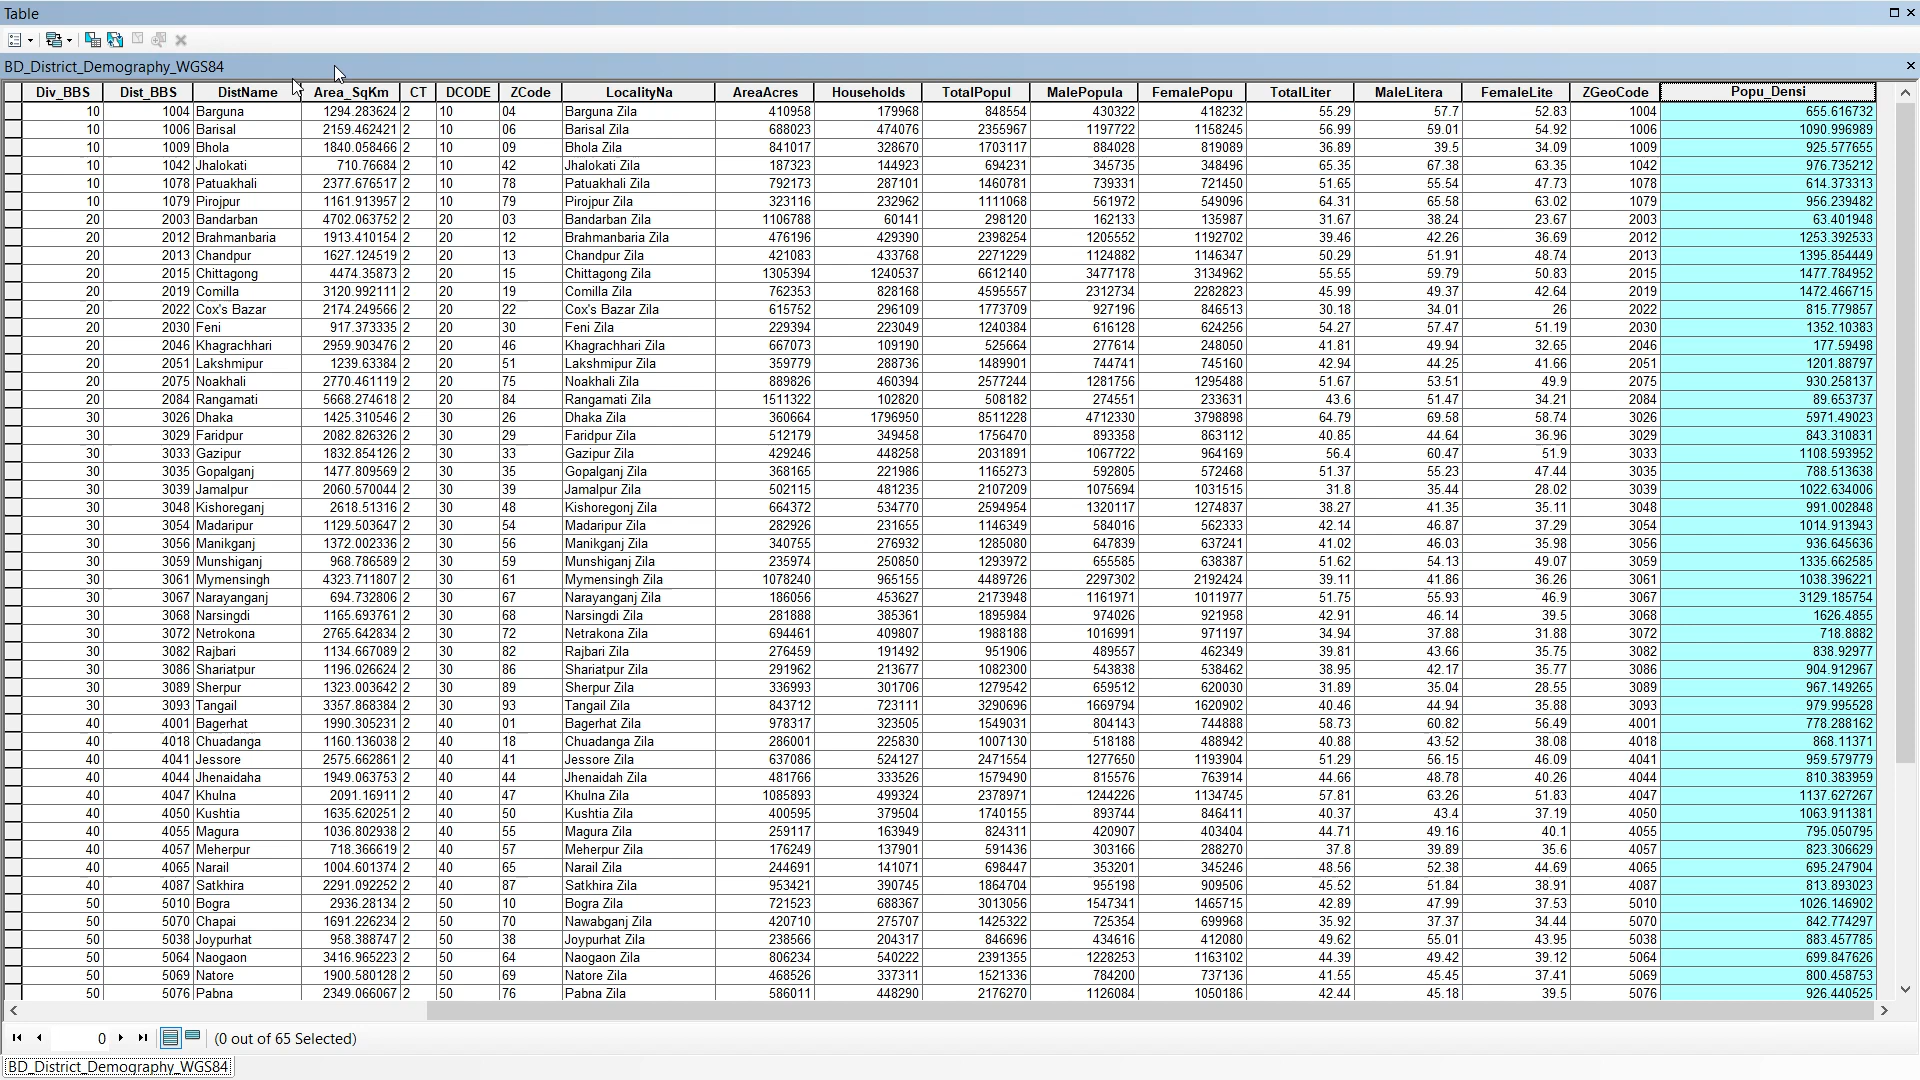 Table
BD_District_Demography_WGS84
Div_BBS Dist_BBS DistName Area_SqKm CT DCODE ZCode LocalityNa AreaAcres Households TotalPopul MalePopula FemalePopu TotalLiter MaleLitera FemaleLite ZGeoCode Popu_Densi
10 1004 Barguna 1294.283624 2 10 04 Barguna Zila 410958 179968 848554 430322 418232 55.29 57.7 52.83 1004 655.616732
10 1006 Barisal 2159.462421 2 10 06 Barisal Zila 688023 474076 2355967 1197722 1158245 56.99 59.01 54.92 1006 1090.996989
10 1009 Bhola 1840.058466 2 10 09 Bhola Zila 841017 328670 1703117 884028 819089 36.89 39.5 34.09 1009 925.577655
10 1042 Jhalokati 710.76684 2 10 42 Jhalokati Zila 187323 144923 694231 345735 348496 65.35 67.38 63.35 1042 976.735212
10 1078 Patuakhali 2377.676517 2 10 78 Patuakhali Zila 792173 287101 1460781 739331 721450 51.65 55.54 47.73 1078 614.373313
10 1079 Pirojpur 1161.913957 2 10 79 Pirojpur Zila 323116 232962 1111068 561972 549096 64.31 65.58 63.02 1079 956.239482
20 2003 Bandarban 4702.063752 2 20 03 Bandarban Zila 1106788 60141 298120 162133 135987 31.67 38.24 23.67 2003 63.401948
20 2012 Brahmanbaria 1913.410154 2 20 12 Brahmanbaria Zila 476196 429390 2398254 1205552 1192702 39.46 42.26 36.69 2012 1253.392533
20 2013 Chandpur 1627.124519 2 20 13 Chandpur Zila 421083 433768 2271229 1124882 1146347 50.29 51.91 48.74 2013 1395.854449
20 2015 Chittagong 4474.35873 2 20 15 Chittagong Zila 1305394 1240537 6612140 3477178 3134962 55.55 59.79 50.83 2015 1477.784952
20 2019 Comilla 3120.992111 2 20 19 Comilla Zila 762353 828168 4595557 2312734 2282823 45.99 49.37 42.64 2019 1472.466715
20 2022 Cox's Bazar 2174.249566 2 20 22 Cox's Bazar Zila 615752 296109 1773709 927196 846513 30.18 34.01 26 2022 815.779857
20 2030 Feni 917.373335 2 20 30 Feni Zila 229394 223049 1240384 616128 624256 54.27 57.47 51.19 2030 1352.10383
20 2046 Khagrachhari 2959.903476 2 20 46 Khagrachhari Zila 667073 109190 525664 277614 248050 41.81 49.94 32.65 2046 177.59498
20 2051 Lakshmipur 1239.63384 2 20 51 Lakshmipur Zila 359779 288736 1489901 744741 745160 42.94 44.25 41.66 2051 1201.88797
20 2075 Noakhali 2770.461119 2 20 75 Noakhali Zila 889826 460394 2577244 1281756 1295488 51.67 53.51 49.9 2075 930.258137
20 2084 Rangamati 5668.274618 2 20 84 Rangamati Zila 1511322 102820 508182 274551 233631 43.6 51.47 34.21 2084 89.653737
30 3026 Dhaka 1425.310546 2 30 26 Dhaka Zila 360664 1796950 8511228 4712330 3798898 64.79 69.58 58.74 3026 5971.49023
30 3029 Faridpur 2082.826326 2 30 29 Faridpur Zila 512179 349458 1756470 893358 863112 40.85 44.64 36.96 3029 843.310831
30 3033 Gazipur 1832.854126 2 30 33 Gazipur Zila 429246 448258 2031891 1067722 964169 56.4 60.47 51.9 3033 1108.593952
30 3035 Gopalganj 1477.809569 2 30 35 Gopalganj Zila 368165 221986 1165273 592805 572468 51.37 55.23 47.44 3035 788.513638
30 3039 Jamalpur 2060.570044 2 30 39 Jamalpur Zila 502115 481235 2107209 1075694 1031515 31.8 35.44 28.02 3039 1022.634006
30 3048 Kishoreganj 2618.51316 2 30 48 Kishoregonj Zila 664372 534770 2594954 1320117 1274837 38.27 41.35 35.11 3048 991.002848
30 3054 Madaripur 1129.503647 2 30 54 Madaripur Zila 282926 231655 1146349 584016 562333 42.14 46.87 37.29 3054 1014.913943
30 3056 Manikganj 1372.002336 2 30 56 Manikganj Zila 340755 276932 1285080 647839 637241 41.02 46.03 35.98 3056 936.645636
30 3059 Munshiganj 968.786589 2 30 59 Munshiganj Zila 235974 250850 1293972 655585 638387 51.62 54.13 49.07 3059 1335.662585
30 3061 Mymensingh 4323.711807 2 30 61 Mymensingh Zila 1078240 965155 4489726 2297302 2192424 39.11 41.86 36.26 3061 1038.396221
30 3067 Narayanganj 694.732806 2 30 67 Narayanganj Zila 186056 453627 2173948 1161971 1011977 51.75 55.93 46.9 3067 3129.185754
30 3068 Narsingdi 1165.693761 2 30 68 Narsingdi Zila 281888 385361 1895984 974026 921958 42.91 46.14 39.5 3068 1626.4855
30 3072 Netrokona 2765.642834 2 30 72 Netrakona Zila 694461 409807 1988188 1016991 971197 34.94 37.88 31.88 3072 718.8882
30 3082 Rajbari 1134.667089 2 30 82 Rajbari Zila 276459 191492 951906 489557 462349 39.81 43.66 35.75 3082 838.92977
30 3086 Shariatpur 1196.026624 2 30 86 Shariatpur Zila 291962 213677 1082300 543838 538462 38.95 42.17 35.77 3086 904.912967
30 3089 Sherpur 1323.003642 2 30 89 Sherpur Zila 336993 301706 1279542 659512 620030 31.89 35.04 28.55 3089 967.149265
30 3093 Tangail 3357.868384 2 30 93 Tangail Zila 843712 723111 3290696 1669794 1620902 40.46 44.94 35.88 3093 979.995528
40 4001 Bagerhat 1990.305231 2 40 01 Bagerhat Zila 978317 323505 1549031 804143 744888 58.73 60.82 56.49 4001 778.288162
40 4018 Chuadanga 1160.136038 2 40 18 Chuadanga Zila 286001 225830 1007130 518188 488942 40.88 43.52 38.08 4018 868.11371
40 4041 Jessore 2575.662861 2 40 41 Jessore Zila 637086 524127 2471554 1277650 1193904 51.29 56.15 46.09 4041 959.579779
40 4044 Jhenaidaha 1949.063753 2 40 44 Jhenaidah Zila 481766 333526 1579490 815576 763914 44.66 48.78 40.26 4044 810.383959
40 4047 Khulna 2091.16911 2 40 47 Khulna Zila 1085893 499324 2378971 1244226 1134745 57.81 63.26 51.83 4047 1137.627267
40 4050 Kushtia 1635.620251 2 40 50 Kushtia Zila 400595 379504 1740155 893744 846411 40.37 43.4 37.19 4050 1063.911381
40 4055 Magura 1036.802938 2 40 55 Magura Zila 259117 163949 824311 420907 403404 44.71 49.16 40.1 4055 795.050795
40 4057 Meherpur 718.366619 2 40 57 Meherpur Zila 176249 137901 591436 303166 288270 37.8 39.89 35.6 4057 823.306629
40 4065 Narail 1004.601374 2 40 65 Narail Zila 244691 141071 698447 353201 345246 48.56 52.38 44.69 4065 695.247904
40 4087 Satkhira 2291.092252 2 40 87 Satkhira Zila 953421 390745 1864704 955198 909506 45.52 51.84 38.91 4087 813.893023
50 5010 Bogra 2936.28134 2 50 10 Bogra Zila 721523 688367 3013056 1547341 1465715 42.89 47.99 37.53 5010 1026.146902
50 5070 Chapai 1691.226234 2 50 70 Nawabganj Zila 420710 275707 1425322 725354 699968 35.92 37.37 34.44 5070 842.774297
50 5038 Joypurhat 958.388747 2 50 38 Joypurhat Zila 238566 204317 846696 434616 412080 49.62 55.01 43.95 5038 883.457785
50 5064 Naogaon 3416.965223 2 50 64 Naogaon Zila 806234 540222 2391355 1228253 1163102 44.39 49.42 39.12 5064 699.847626
50 5069 Natore 1900.580128 2 50 69 Natore Zila 468526 337311 1521336 784200 737136 41.55 45.45 37.41 5069 800.458753
50 5076 Pabna 2349.066067 2 50 76 Pabna Zila 586011 448290 2176270 1126084 1050186 42.44 45.18 39.5 5076 926.440525
0 (0 out of 65 Selected)
BD_District_Demography_WGS84